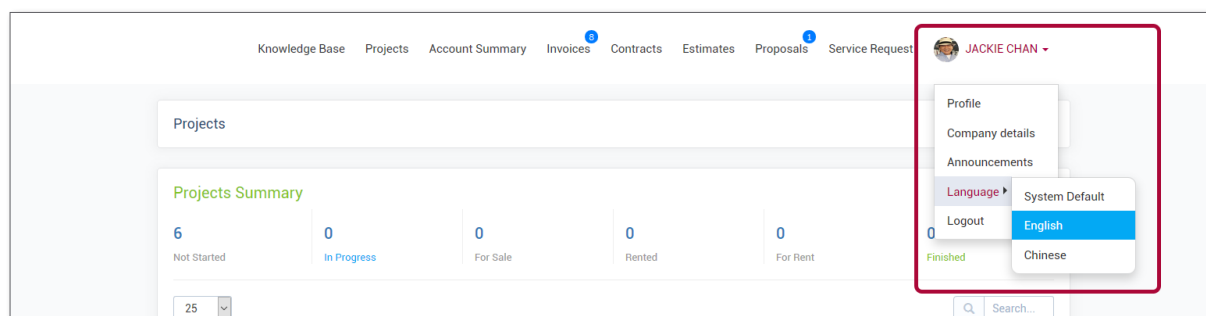 Knowledge Base Projects Account Summary Invoices 8 Contracts Estimates Proposals 1 Service Request JACKIE CHAN
Profile
Company details
Announcements
Language
Logout
System Default
English
Chinese
Projects
Projects Summary
6 0 0 0 0 0
Not Started In Progress For Sale Rented For Rent Finished
25 Search...